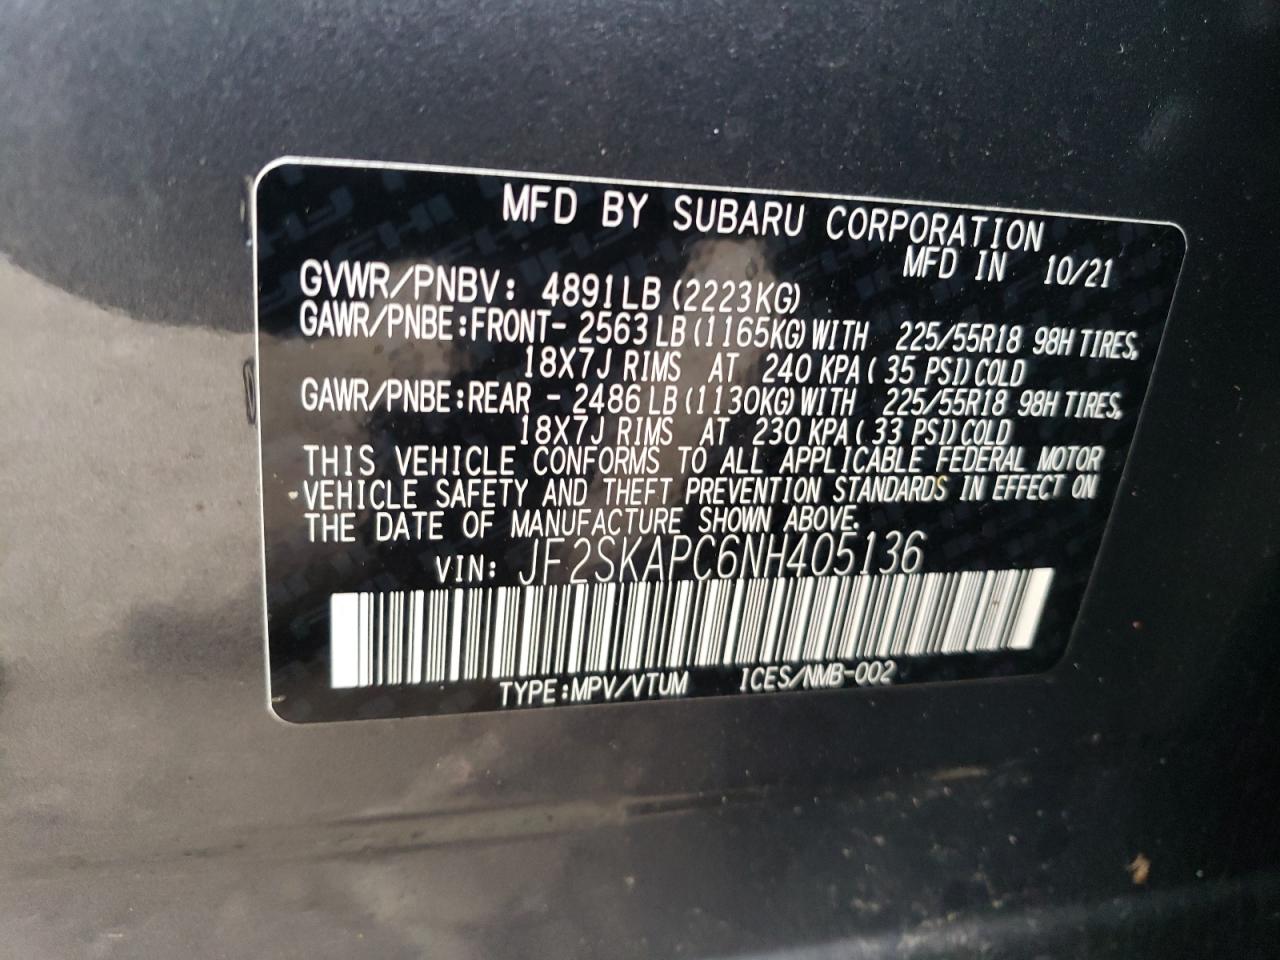 MFD BY SUBARU CORPORATION
MFD IN 10/21
GVWR/PNBV: 4891LB (2223KG)
GAWR/PNBE:FRONT- 2563 LB (1165KG) WITH 225/55R18 98H TIRES,
18X7J RIMS AT 240 KPA ( 35 PSI) COLD
GAWR/PNBE:REAR - 2486 LB (1130KG) WITH 225/55R18 98H TIRES,
18X7J RIMS AT 230 KPA ( 33 PSI) COLD
THIS VEHICLE CONFORMS TO ALL APPLICABLE FEDERAL MOTOR
VEHICLE SAFETY AND THEFT PREVENTION STANDARDS IN EFFECT ON
THE DATE OF MANUFACTURE SHOWN ABOVE.
VIN: JF2SKAPC6NH405136
TYPE:MPV/VTUM ICES/NMB-002